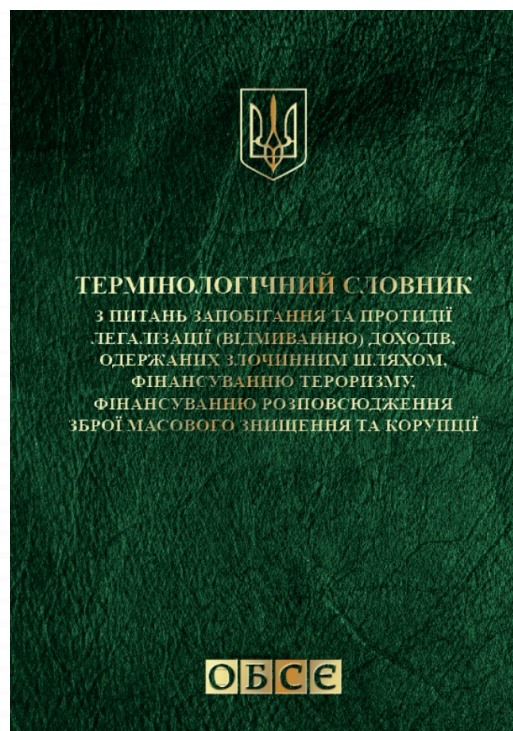 ТЕРМІНОЛОГІЧНИЙ СЛОВНИК
З ПИТАНЬ ЗАПОБІГАННЯ ТА ПРОТИДІЇ
ЛЕГАЛІЗАЦІЇ (ВІДМИВАННЮ) ДОХОДІВ,
ОДЕРЖАНИХ ЗЛОЧИННИМ ШЛЯХОМ,
ФІНАНСУВАННЮ ТЕРОРИЗМУ,
ФІНАНСУВАННЮ РОЗПОВСЮДЖЕННЯ
ЗБРОЇ МАСОВОГО ЗНИЩЕННЯ ТА КОРУПЦІЇ
ОБСЄ